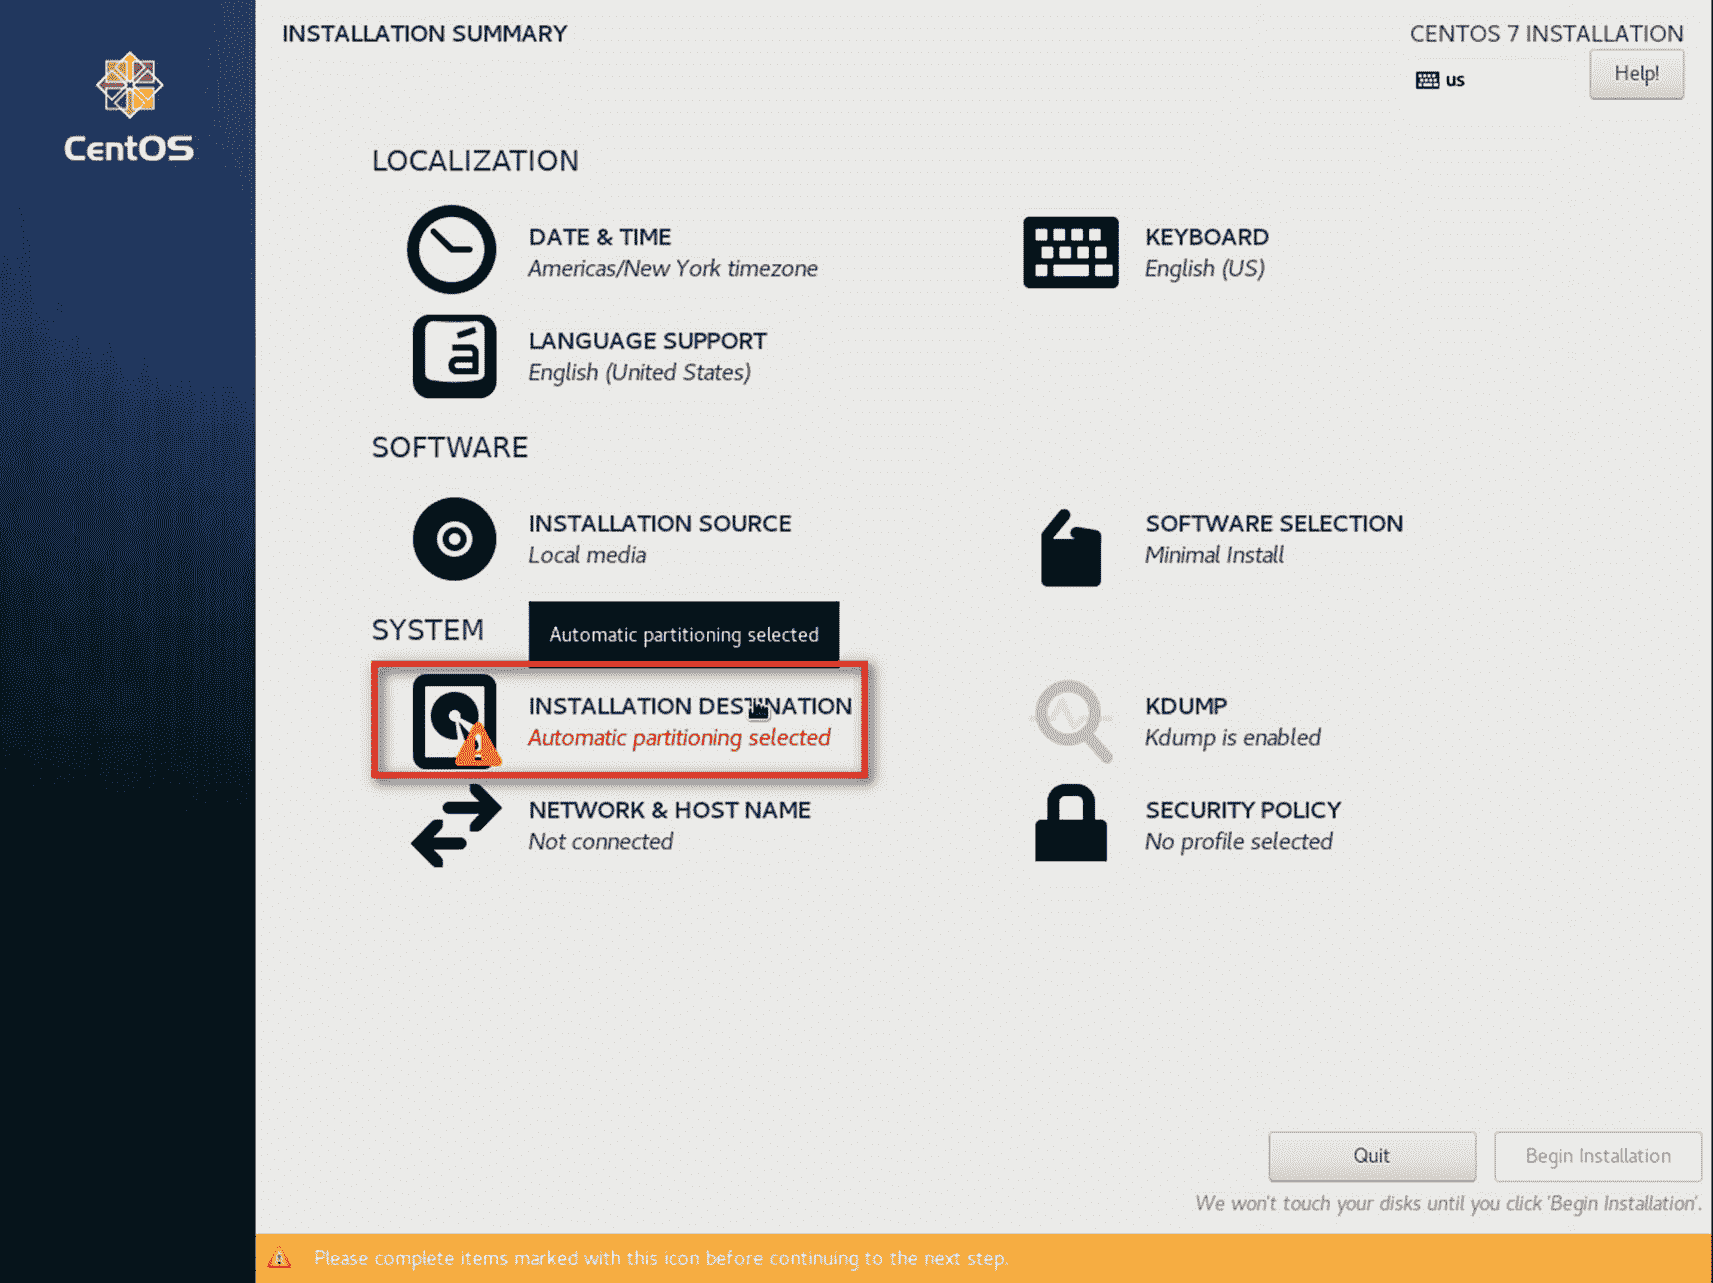 INSTALLATION SUMMARY
CENTOS 7 INSTALLATION
us
Help!
CentOS
LOCALIZATION
DATE & TIME
Americas/New York timezone
KEYBOARD
English (US)
á
LANGUAGE SUPPORT
English (United States)
SOFTWARE
INSTALLATION SOURCE
Local media
SOFTWARE SELECTION
Minimal Install
SYSTEM
Automatic partitioning selected
INSTALLATION DESTINATION
Automatic partitioning selected
KDUMP
Kdump is enabled
NETWORK & HOST NAME
Not connected
SECURITY POLICY
No profile selected
Quit
Begin Installation
We won't touch your disks until you click 'Begin Installation'.
Please complete items marked with this icon before continuing to the next step.